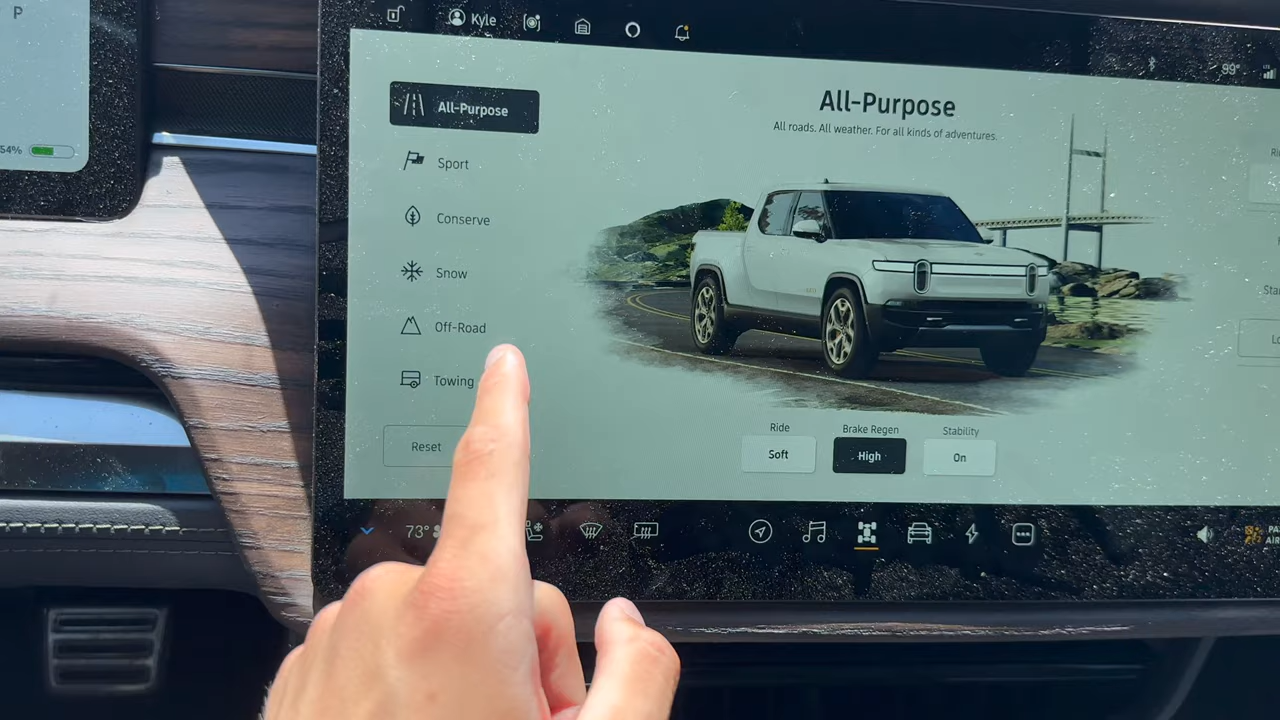 P
54%
Kyle
99°
LTE
All-Purpose
Sport
Conserve
Snow
Off-Road
Towing
Reset
All-Purpose
All roads. All weather. For all kinds of adventures.
Ride
Soft
Brake Regen
High
Stability
On
73°